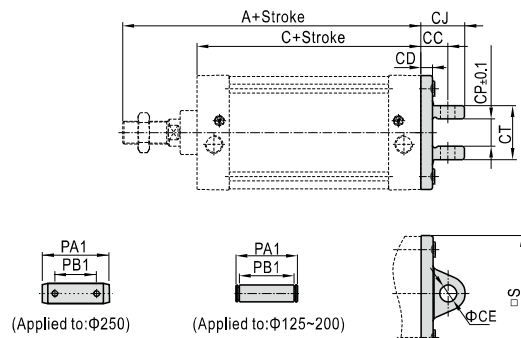 A+Stroke
CJ
C+Stroke
CC
CD
CP±0.1
CT
PA1
PB1
(Applied to:Φ250)
PA1
PB1
(Applied to:Φ125~200)
ΦCE
□S